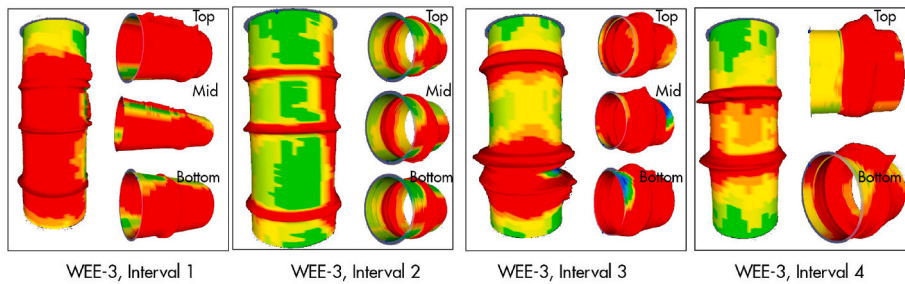 Top
Mid
Bottom
Top
Mid
Bottom
Top
Mid
Bottom
Top
Bottom
WEE-3, Interval 1
WEE-3, Interval 2
WEE-3, Interval 3
WEE-3, Interval 4